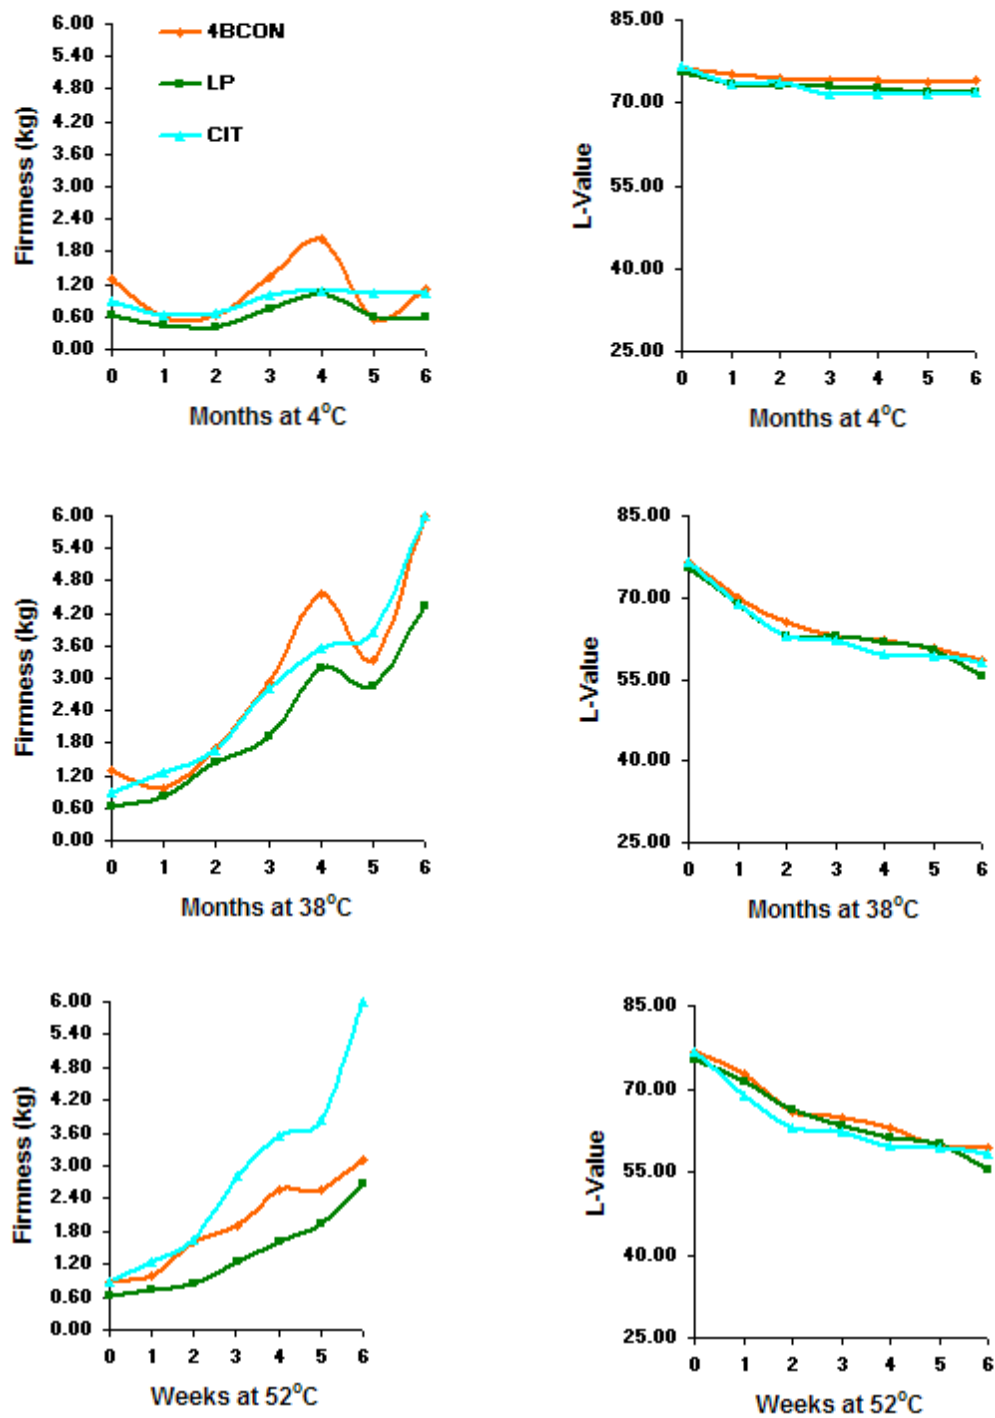 6.00
5.40
4.80
4.20
3.60
3.00
2.40
1.80
1.20
0.60
0.00
Firmness (kg)
4BCON
LP
CIT
0 1 2 3 4 5 6
Months at 4°C
85.00
70.00
55.00
40.00
25.00
L-Value
0 1 2 3 4 5 6
Months at 4°C
6.00
5.40
4.80
4.20
3.60
3.00
2.40
1.80
1.20
0.60
0.00
Firmness (kg)
0 1 2 3 4 5 6
Months at 38°C
85.00
70.00
55.00
40.00
25.00
L-Value
0 1 2 3 4 5 6
Months at 38°C
6.00
5.40
4.80
4.20
3.60
3.00
2.40
1.80
1.20
0.60
0.00
Firmness (kg)
0 1 2 3 4 5 6
Weeks at 52°C
85.00
70.00
55.00
40.00
25.00
L-Value
0 1 2 3 4 5 6
Weeks at 52°C